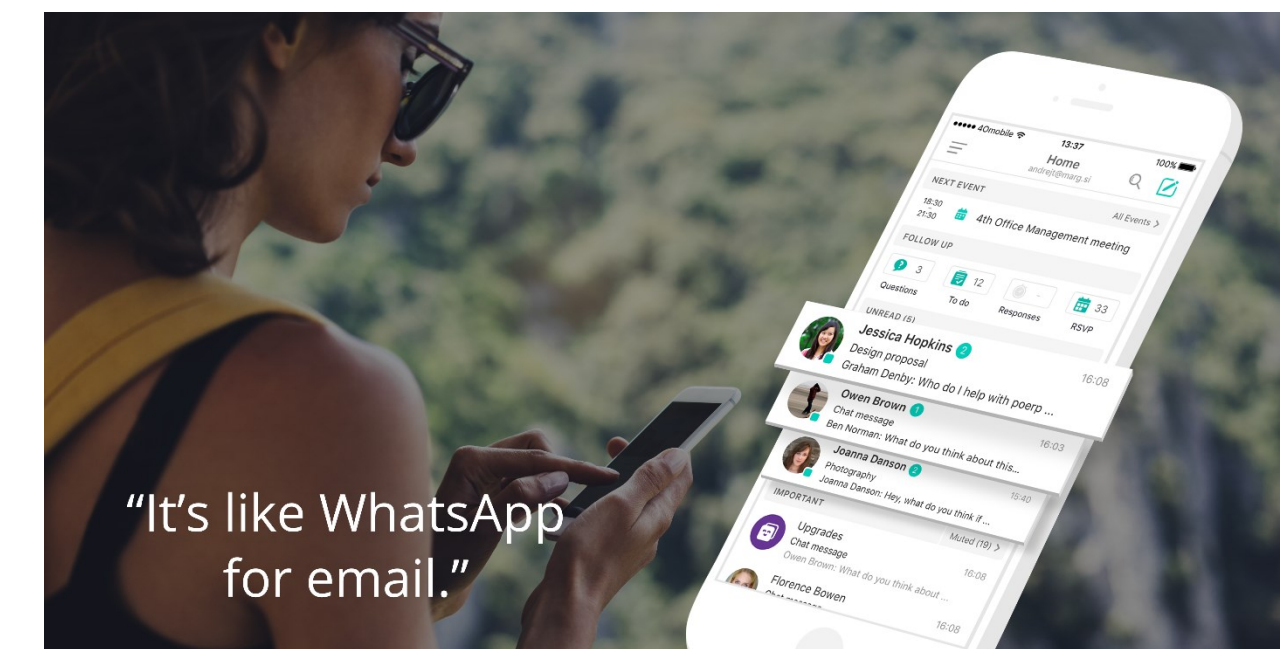 ●●●●● 4Omobile 13:37 100%
Home
andrejt@marg.si
NEXT EVENT All Events >
18:30
21:30
4th Office Management meeting
FOLLOW UP
3 12 - 33
Questions To do Responses RSVP
UNREAD (5)
Jessica Hopkins 2
Design proposal 16:08
Graham Denby: Who do I help with poerp ...
Owen Brown 1
Chat message 16:03
Ben Norman: What do you think about this...
Joanna Danson 2
Photography 15:40
Joanna Danson: Hey, what do you think if ...
IMPORTANT Muted (19) >
Upgrades
Chat message 16:08
Owen Brown: What do you think about ...
Florence Bowen
Chat message 16:08
“It’s like WhatsApp
for email.”